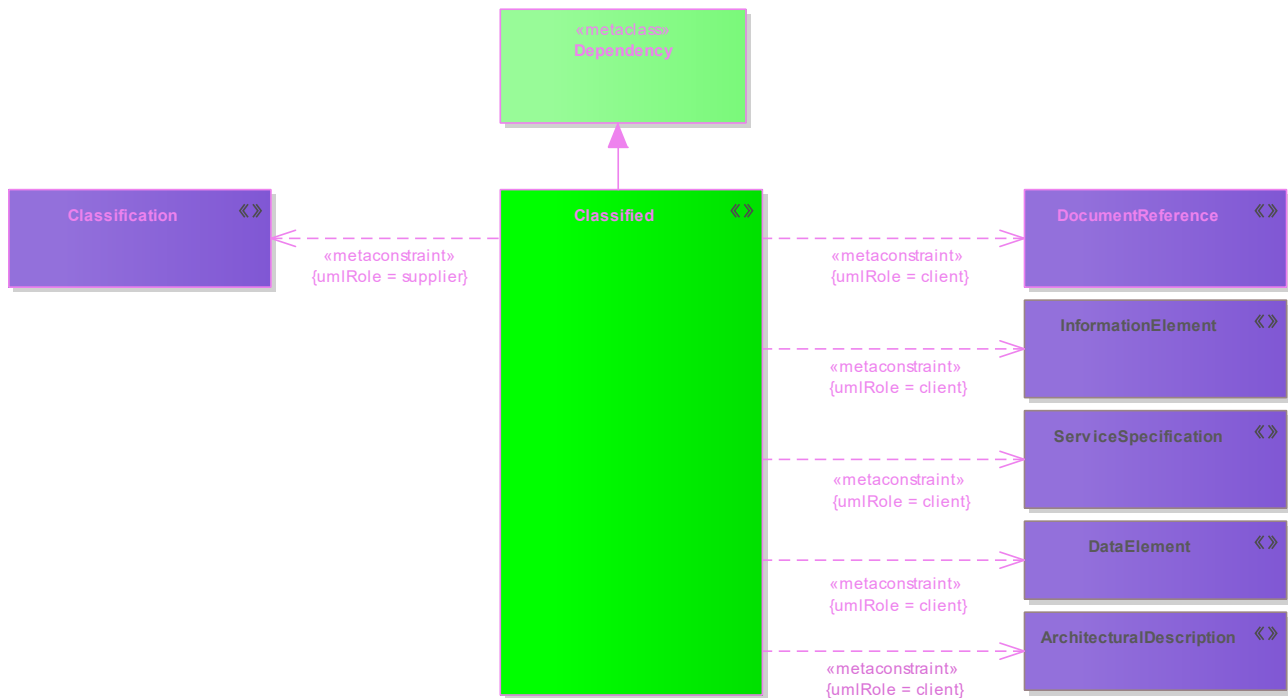 «metaclass»
Dependency
Classification «»
Classified «»
DocumentReference «»
«metaconstraint»
{umlRole = supplier}
«metaconstraint»
{umlRole = client}
InformationElement «»
«metaconstraint»
{umlRole = client}
ServiceSpecification «»
«metaconstraint»
{umlRole = client}
DataElement «»
«metaconstraint»
{umlRole = client}
ArchitecturalDescription «»
«metaconstraint»
{umlRole = client}